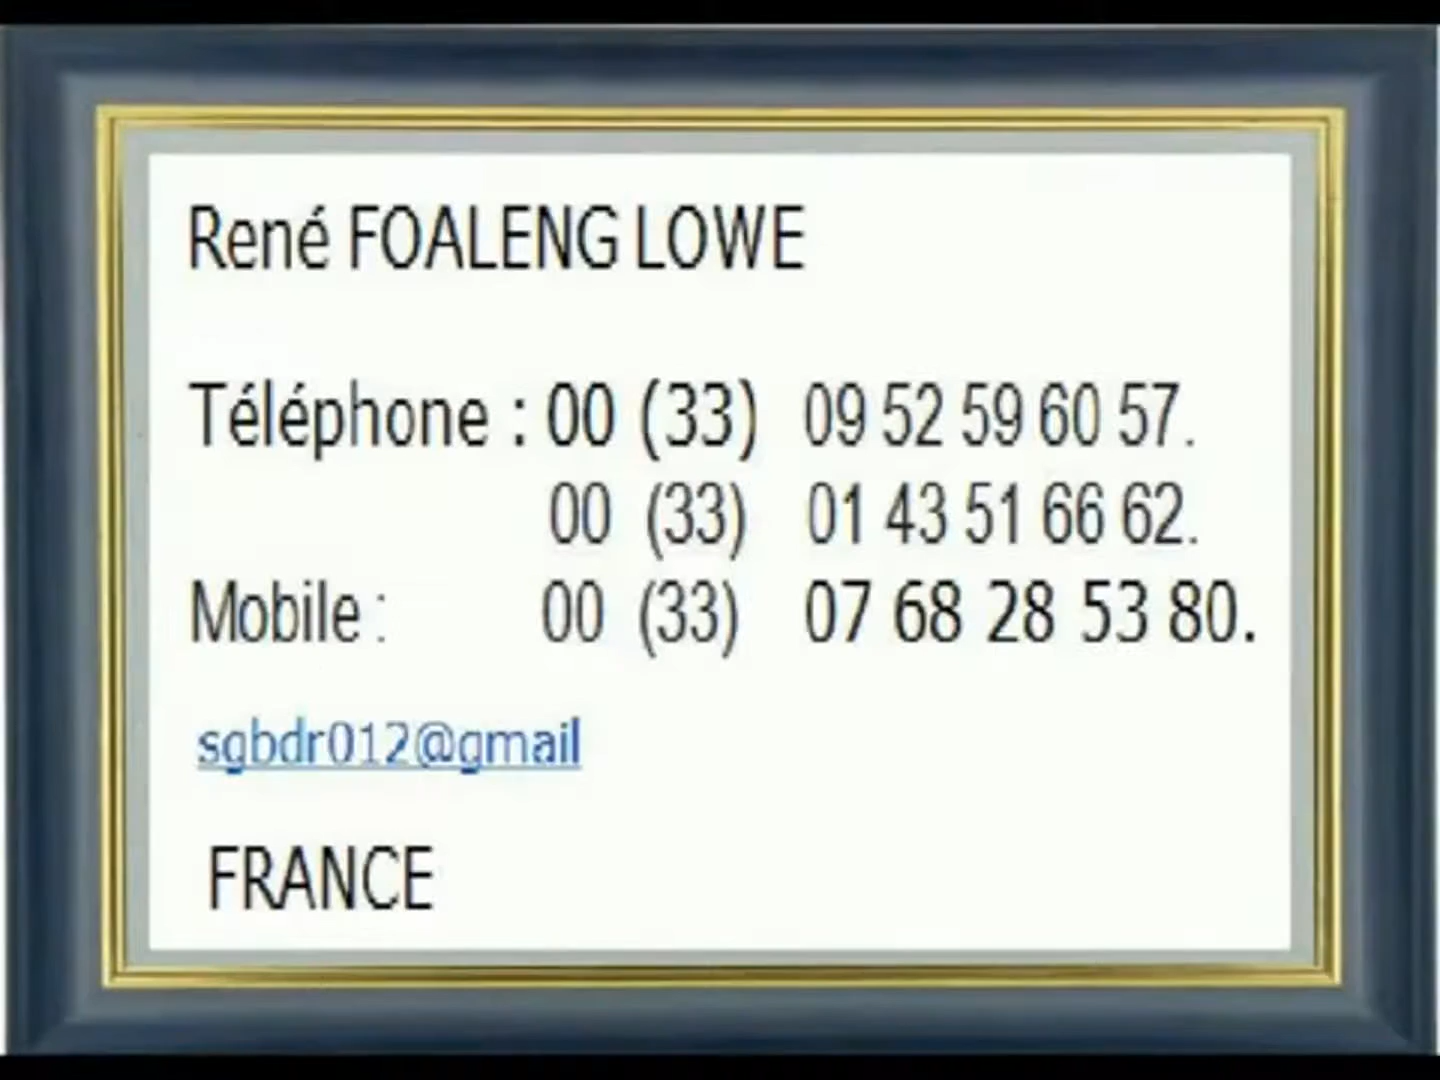 René FOALENG LOWE
Téléphone : 00 (33) 09 52 59 60 57.
00 (33) 01 43 51 66 62.
Mobile : 00 (33) 07 68 28 53 80.
sgbdr012@gmail
FRANCE